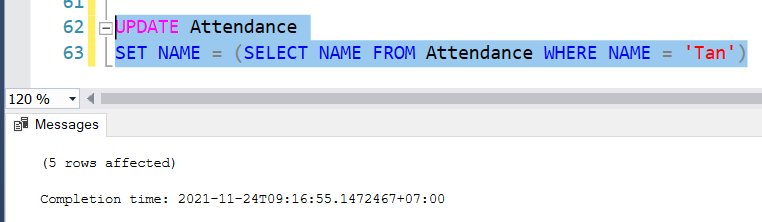 61
62 UPDATE Attendance
63 SET NAME = (SELECT NAME FROM Attendance WHERE NAME = 'Tan')
120 %
Messages
(5 rows affected)
Completion time: 2021-11-24T09:16:55.1472467+07:00